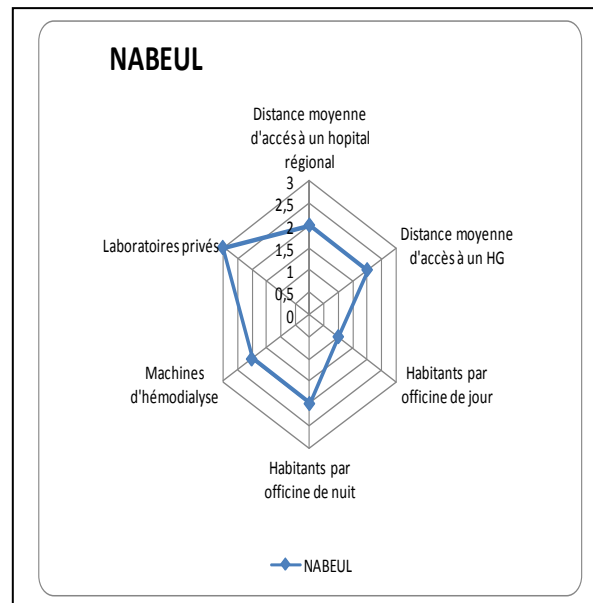 NABEUL
Distance moyenne
d'accés à un hopital
régional
3
2,5
2
1,5
1
0,5
0
Distance moyenne
d'accès à un HG
Habitants par
officine de jour
Habitants par
officine de nuit
Machines
d'hémodialyse
Laboratoires privés
NABEUL